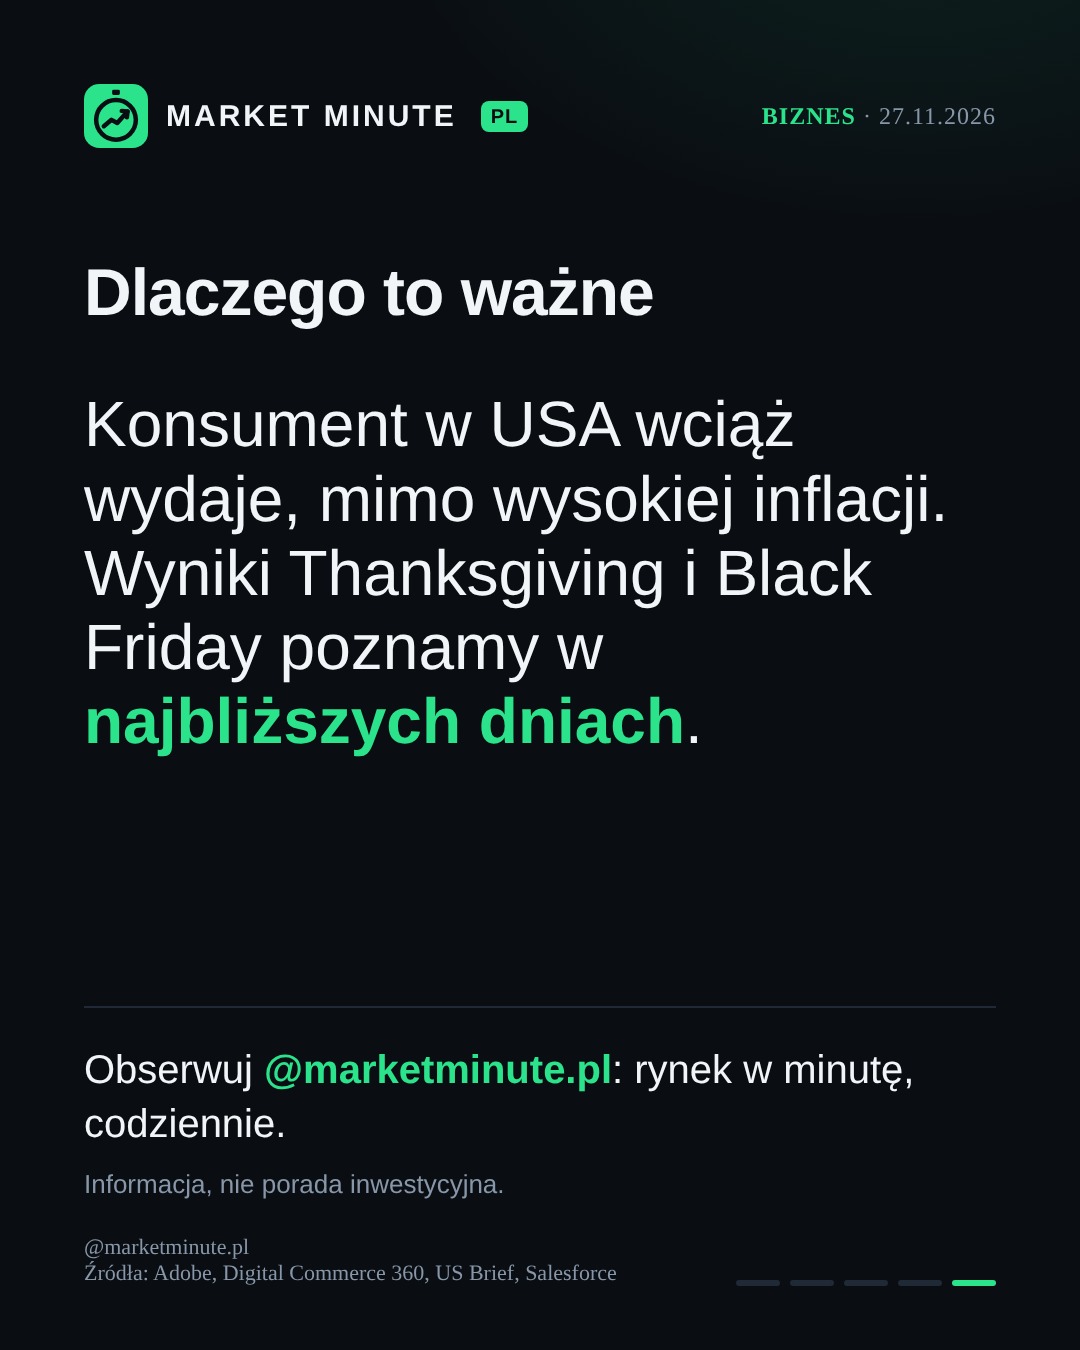 MARKET MINUTE PL
BIZNES · 27.11.2026
Dlaczego to ważne
Konsument w USA wciąż
wydaje, mimo wysokiej inflacji.
Wyniki Thanksgiving i Black
Friday poznamy w
najbliższych dniach.
Obserwuj @marketminute.pl: rynek w minutę,
codziennie.
Informacja, nie porada inwestycyjna.
@marketminute.pl
Źródła: Adobe, Digital Commerce 360, US Brief, Salesforce